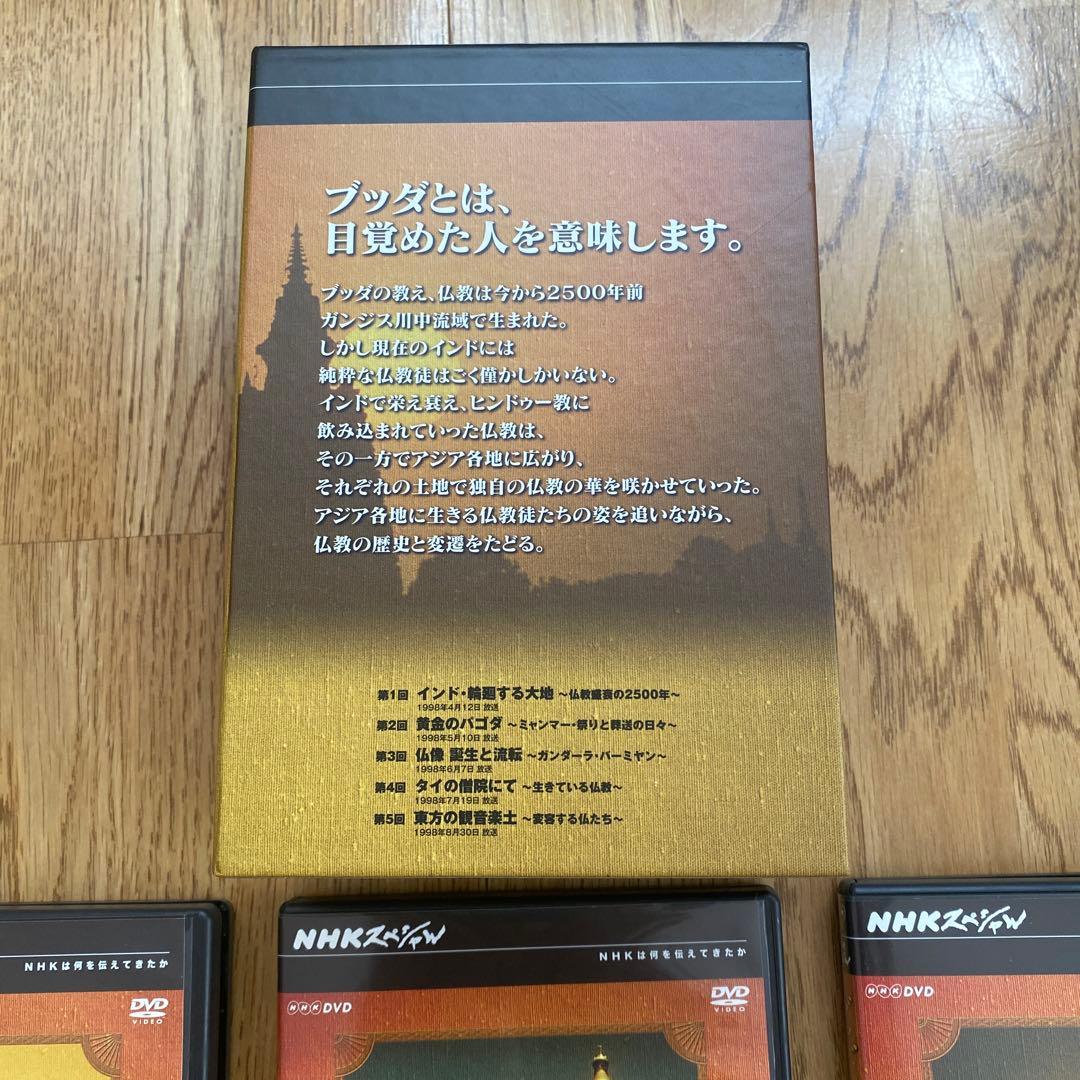 ブッダとは、
目覚めた人を意味します。
ブッダの教え、仏教は今から2500年前
ガンジス川中流域で生まれた。
しかし現在のインドには
純粋な仏教徒はごく僅かしかいない。
インドで栄え衰え、ヒンドゥー教に
飲み込まれていった仏教は、
その一方でアジア各地に広がり、
それぞれの土地で独自の仏教の華を咲かせていった。
アジア各地に生きる仏教徒たちの姿を追いながら、
仏教の歴史と変遷をたどる。
第1回 インド・輪廻する大地 〜仏教盛衰の2500年〜
1998年4月12日 放送
第2回 黄金のパゴダ 〜ミャンマー・祭りと葬送の日々〜
1998年5月10日 放送
第3回 仏像 誕生と流転 〜ガンダーラ・バーミヤン〜
1998年6月7日 放送
第4回 タイの僧院にて 〜生きている仏教〜
1998年7月19日 放送
第5回 東方の観音楽土 〜変容する仏たち〜
1998年8月30日 放送
NHKは何を伝えてきたか
DVD
VIDEO
NHKスペシャル
NHKは何を伝えてきたか
NHK DVD
DVD
VIDEO
NHKスペシャル
NHK DVD